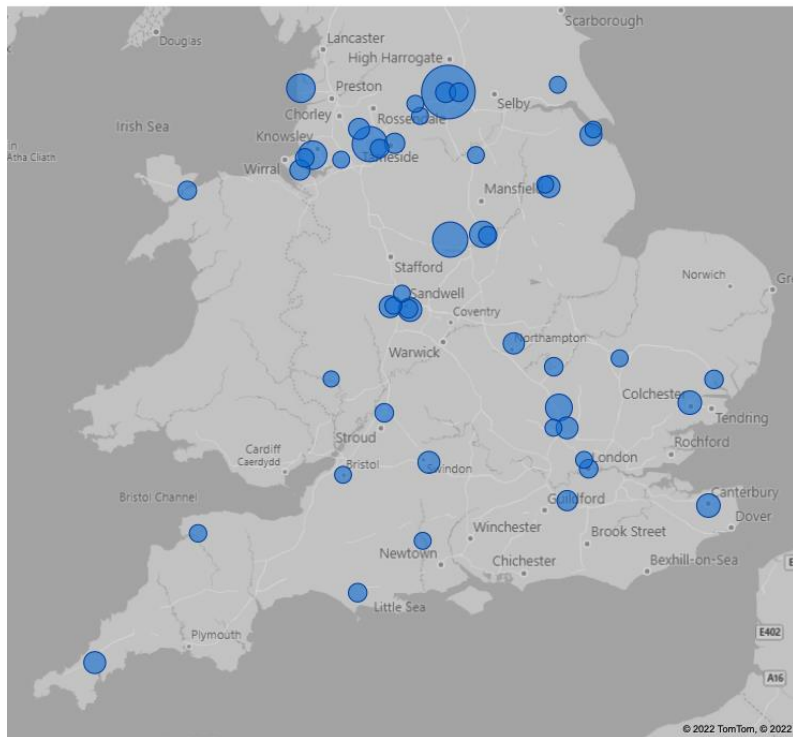 Scarborough
Douglas
Lancaster
High Harrogate
Preston
Selby
Chorley
Rossendale
Irish Sea
Knowsley
Atha Cliath
Wirral
Tameside
Mansfield
Stafford
Norwich
Sandwell
Coventry
Northampton
Warwick
Colchester
Tendring
Stroud
Cardiff
Caerdydd
Rochford
London
Bristol
Swindon
Bristol Channel
Guildford
Canterbury
Winchester
Dover
Brook Street
Newtown
Chichester
Bexhill-on-Sea
Little Sea
Plymouth
E402
A16
© 2022 TomTom, © 2022